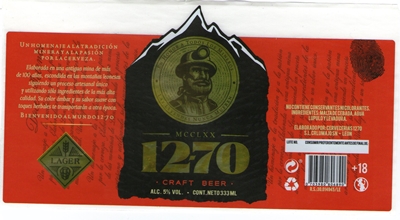 UN HOMENAJE A LA TRADICIÓN
MINERA Y A LA PASIÓN
POR LA CERVEZA.
Elaborada en una antigua mina de más
de 100 años, escondida en las montañas leonesas
siguiendo un proceso artesanal único
y utilizando sólo ingredientes de la más alta
calidad. Su color ámbar y su sabor suave con
toques herbales te transportarán a otra época.
BIENVENIDO AL MUNDO 1270
LAGER
MCCLXX
1270
CRAFT BEER
ALC. 5% VOL. · CONT. NETO 333 ML
NO CONTIENE CONSERVANTES NI COLORANTES.
INGREDIENTES: MALTA DE CEBADA, AGUA
LÚPULO Y LEVADURA.
ELABORADO POR: CERVECERAS 1270
LEÓN
LOTE NO.
+18